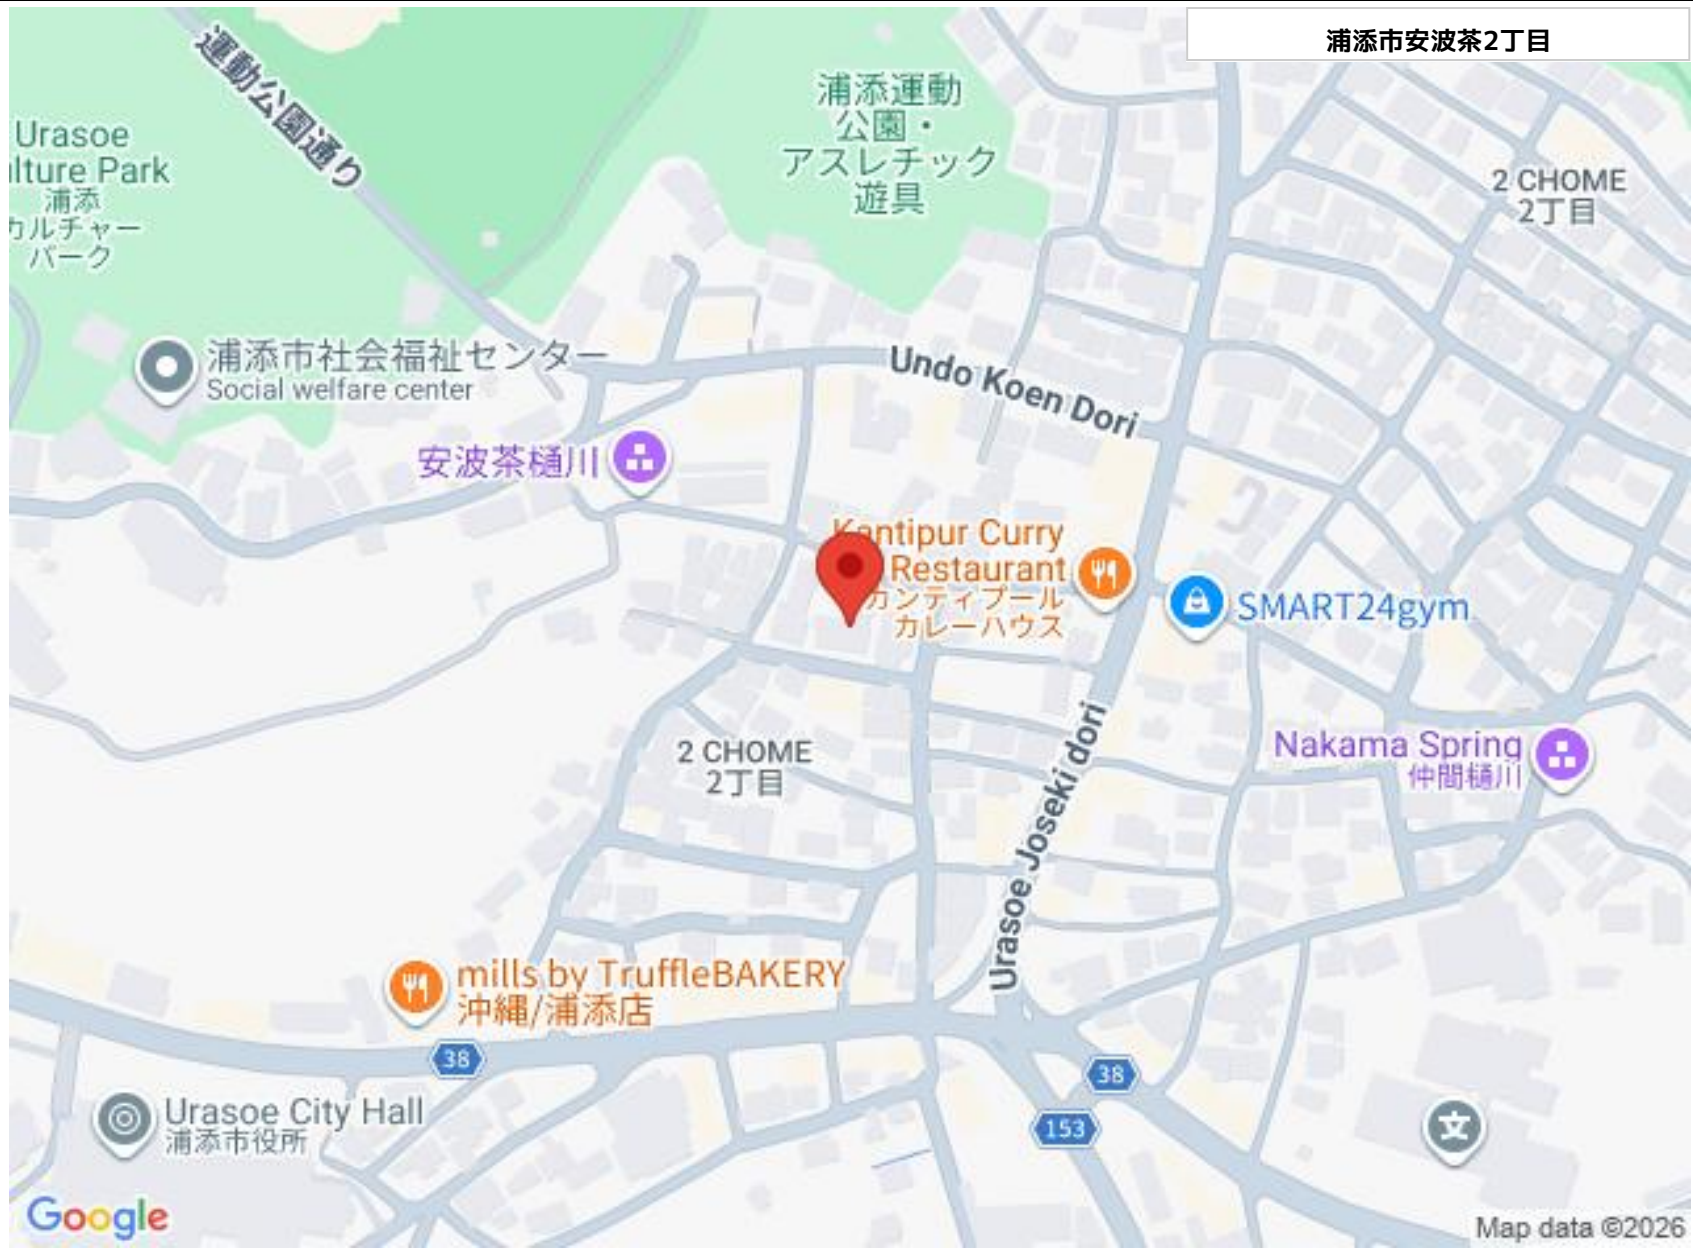 浦添市安波茶2丁目
運動公園通り
Urasoe
lture Park
浦添
カルチャー
パーク
浦添運動
公園・
アスレチック
遊具
2 CHOME
2丁目
浦添市社会福祉センター
Social welfare center
Undo Koen Dori
安波茶樋川
Kantipur Curry
Restaurant
カンティプール
カレーハウス
SMART24gym
2 CHOME
2丁目
Urasoe Joseki dori
Nakama Spring
仲間樋川
mills by TruffleBAKERY
沖縄/浦添店
38
38
153
Urasoe City Hall
浦添市役所
文
Google
Map data ©2026